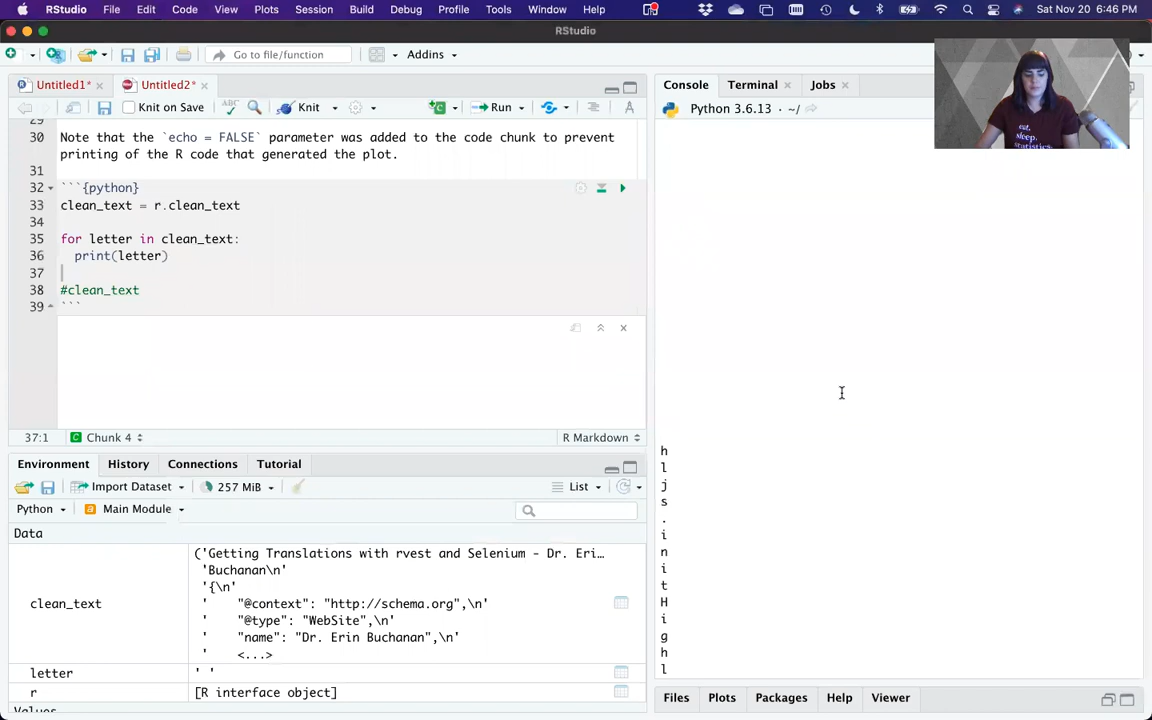 RStudio File Edit Code View Plots Session Build Debug Profile Tools Window Help Sat Nov 20 6:46 PM
RStudio
Go to file/function Addins
Untitled1* Untitled2*
Knit on Save Knit Run
29
30 Note that the `echo = FALSE` parameter was added to the code chunk to prevent
printing of the R code that generated the plot.
31
32 ```{python}
33 clean_text = r.clean_text
34
35 for letter in clean_text:
36 print(letter)
37
38 #clean_text
39 ```
37:1 Chunk 4 R Markdown
Environment History Connections Tutorial
Import Dataset 257 MiB List
Python Main Module
Data
clean_text ('Getting Translations with rvest and Selenium - Dr. Eri…
'Buchanan\n'
'{\n'
' "@context": "http://schema.org",\n'
' "@type": "WebSite",\n'
' "name": "Dr. Erin Buchanan",\n'
' <...>
letter ' '
r [R interface object]
Values
Console Terminal Jobs
Python 3.6.13 · ~/
eat.
sleep.
statistics.
h
l
j
s
.
i
n
i
t
H
i
g
h
l
Files Plots Packages Help Viewer